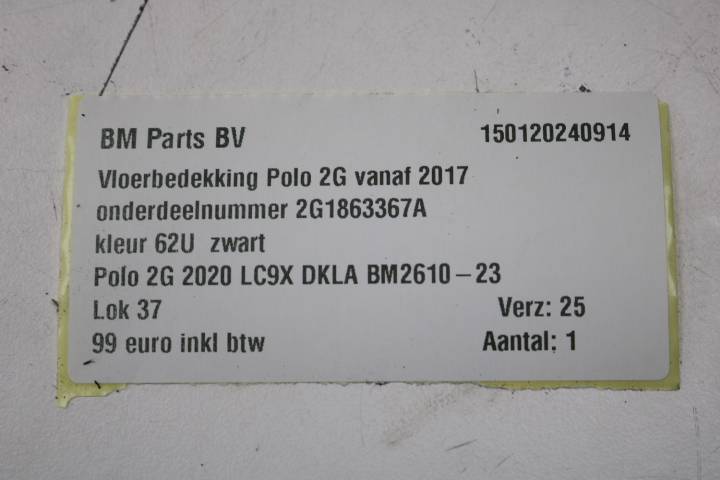 BM Parts BV 150120240914
Vloerbedekking Polo 2G vanaf 2017
onderdeelnummer 2G1863367A
kleur 62U zwart
Polo 2G 2020 LC9X DKLA BM2610-23
Lok 37 Verz: 25
99 euro inkl btw Aantal: 1